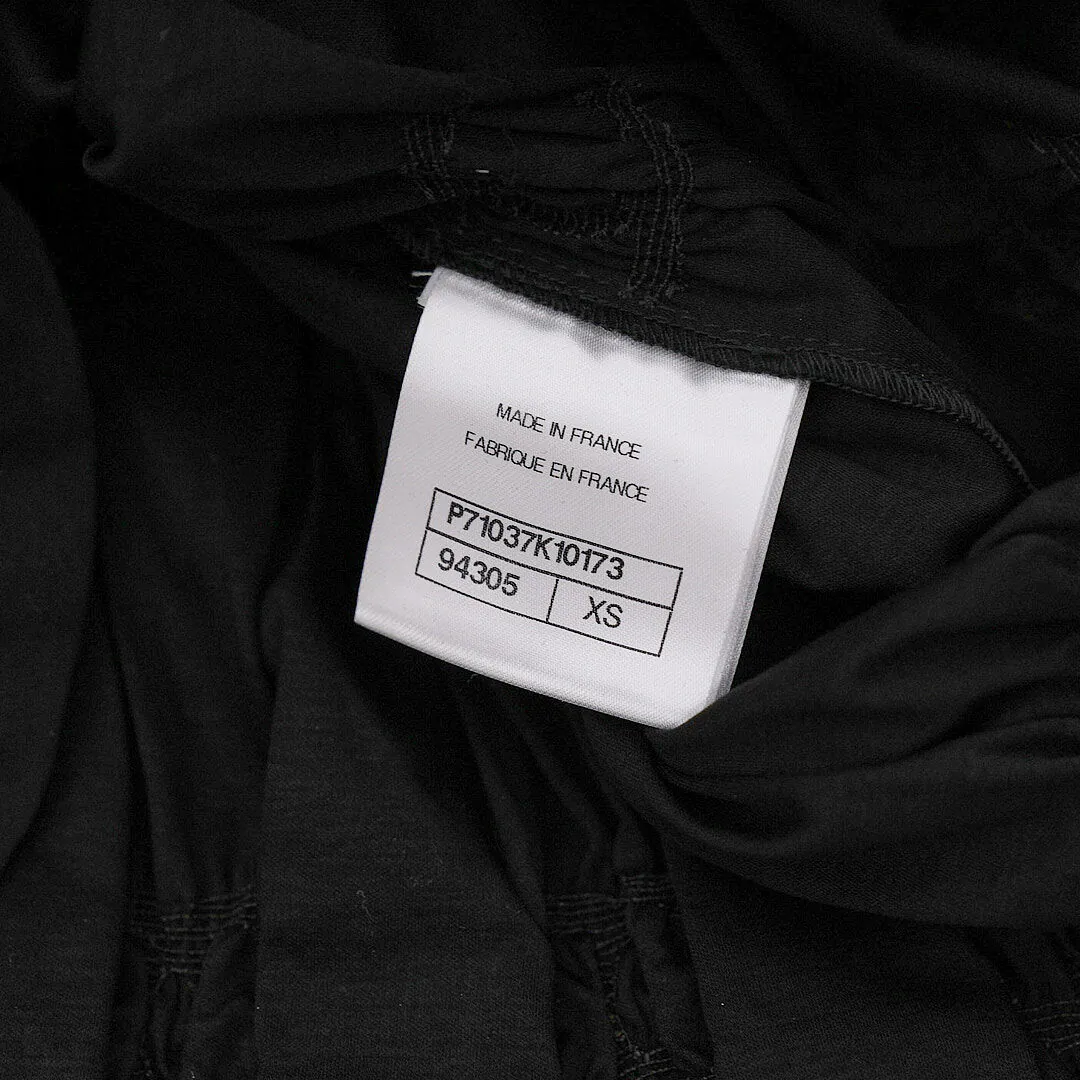 MADE IN FRANCE
FABRIQUE EN FRANCE
P71037K10173
94305 XS